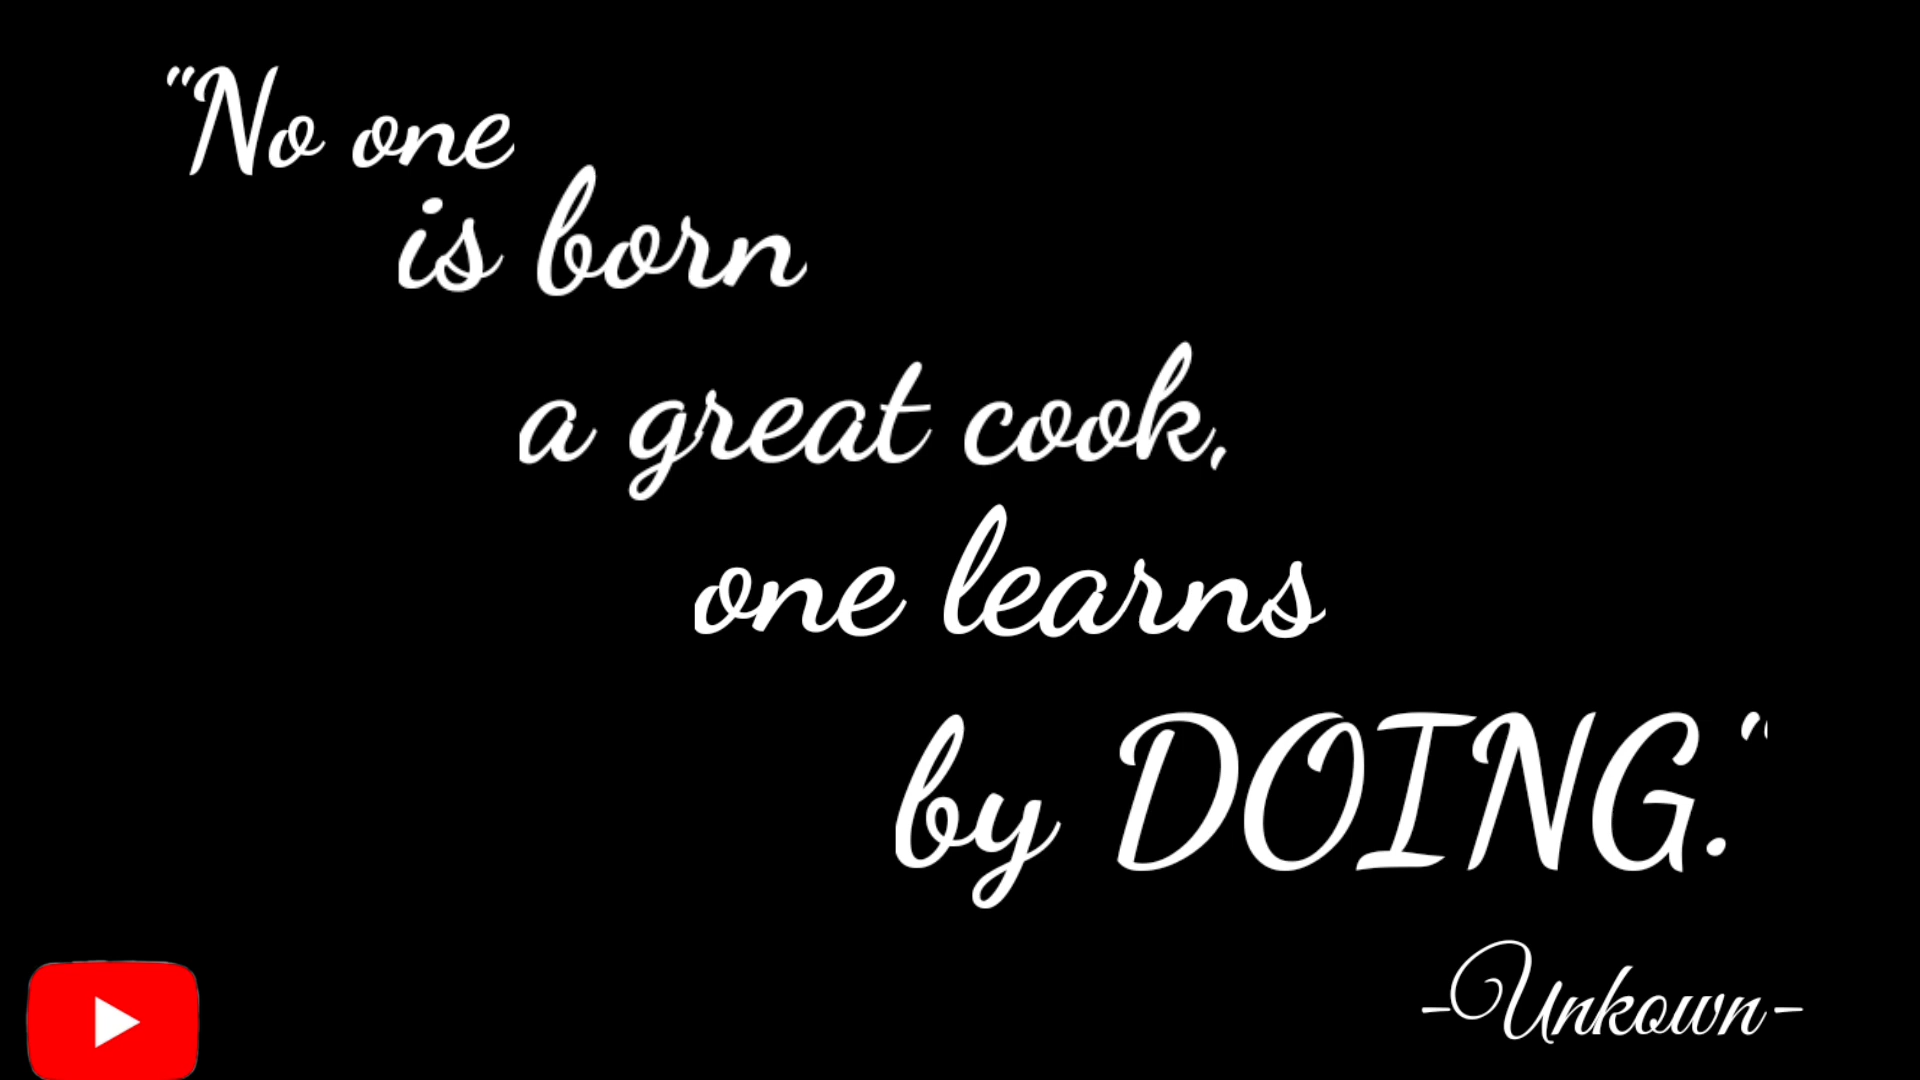 “No one
is born
a great cook,
one learns
by DOING.“
-Unkown-